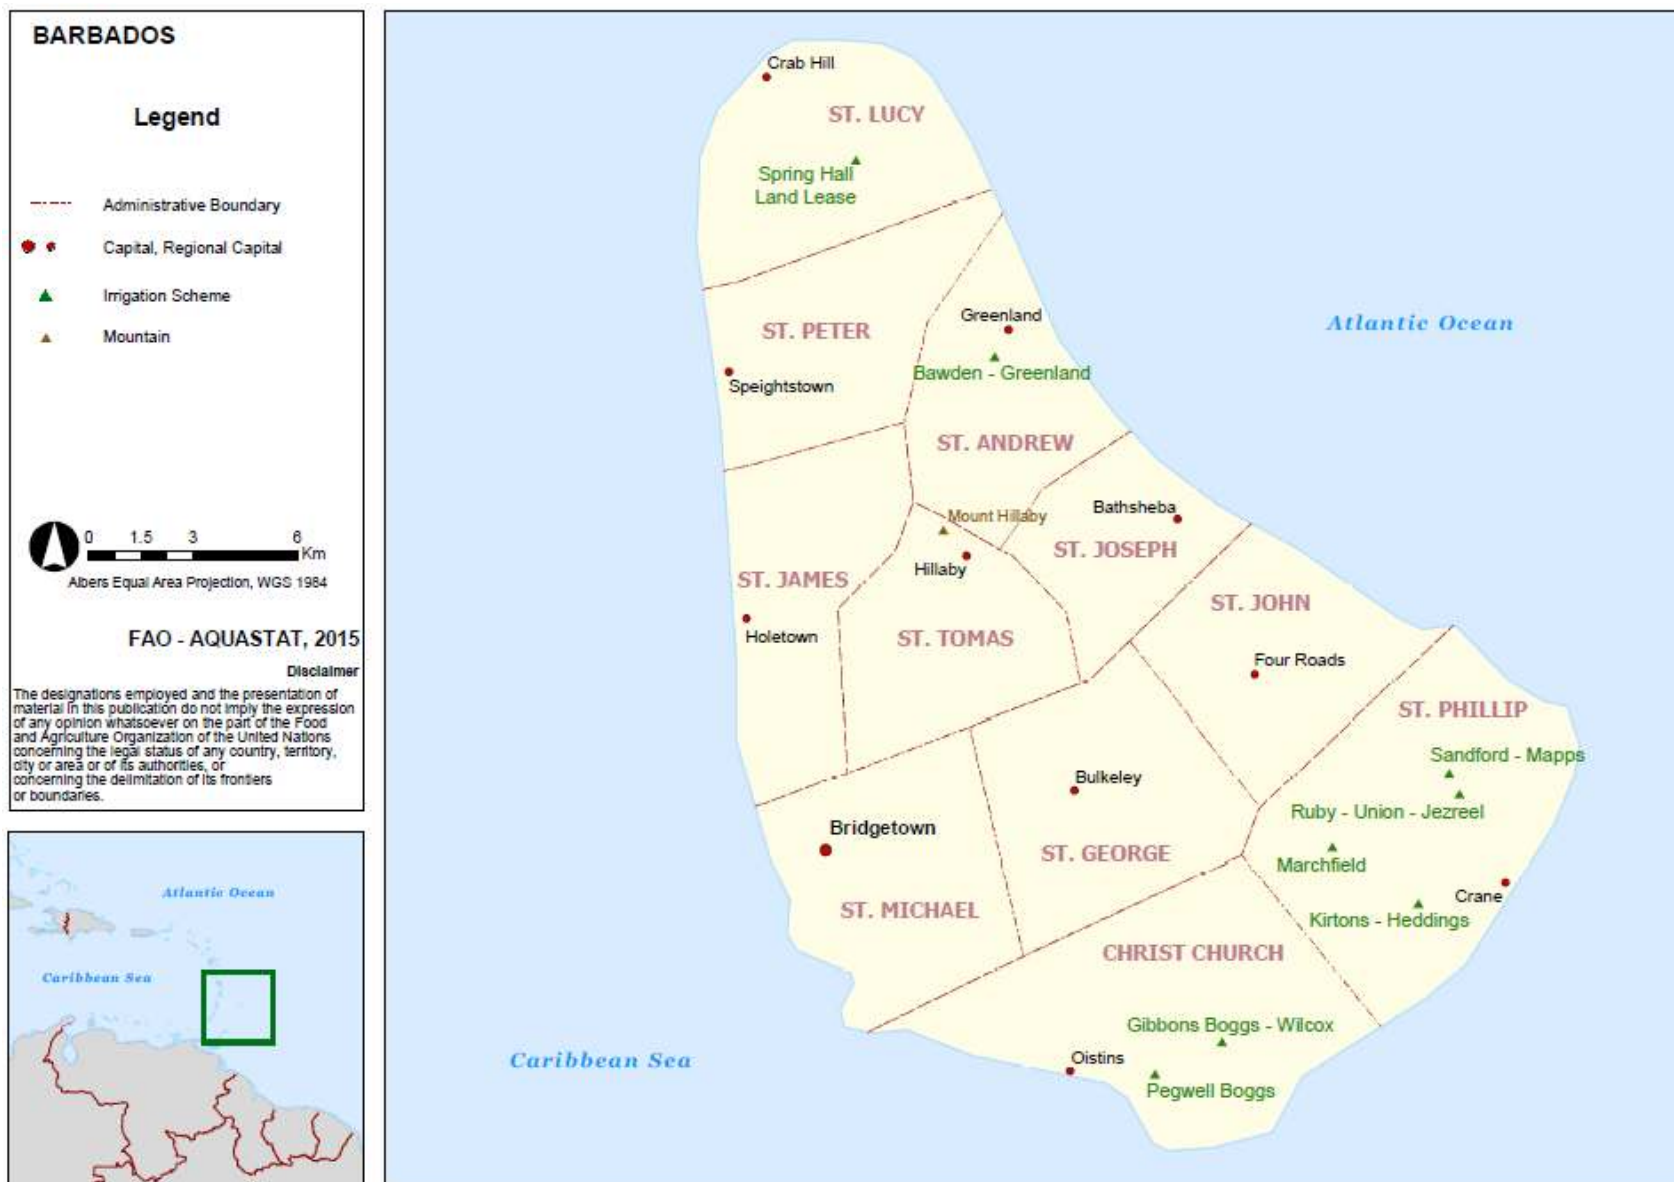 BARBADOS
Legend
Administrative Boundary
Capital, Regional Capital
Irrigation Scheme
Mountain
0 1.5 3 6
Km
Albers Equal Area Projection, WGS 1984
FAO - AQUASTAT, 2015
Disclaimer
The designations employed and the presentation of
material in this publication do not imply the expression
of any opinion whatsoever on the part of the Food
and Agriculture Organization of the United Nations
concerning the legal status of any country, territory,
city or area or of its authorities, or
concerning the delimitation of its frontiers
or boundaries.
Atlantic Ocean
Caribbean Sea
Crab Hill
ST. LUCY
Spring Hall
Land Lease
ST. PETER
Speightstown
Greenland
Bawden - Greenland
Atlantic Ocean
ST. ANDREW
Mount Hillaby
Hillaby
Bathsheba
ST. JOSEPH
ST. JAMES
Holetown
ST. TOMAS
ST. JOHN
Four Roads
ST. PHILLIP
Sandford - Mapps
Ruby - Union - Jezreel
Marchfield
Crane
Kirtons - Heddings
Bulkeley
ST. GEORGE
Bridgetown
ST. MICHAEL
CHRIST CHURCH
Gibbons Boggs - Wilcox
Oistins
Pegwell Boggs
Caribbean Sea